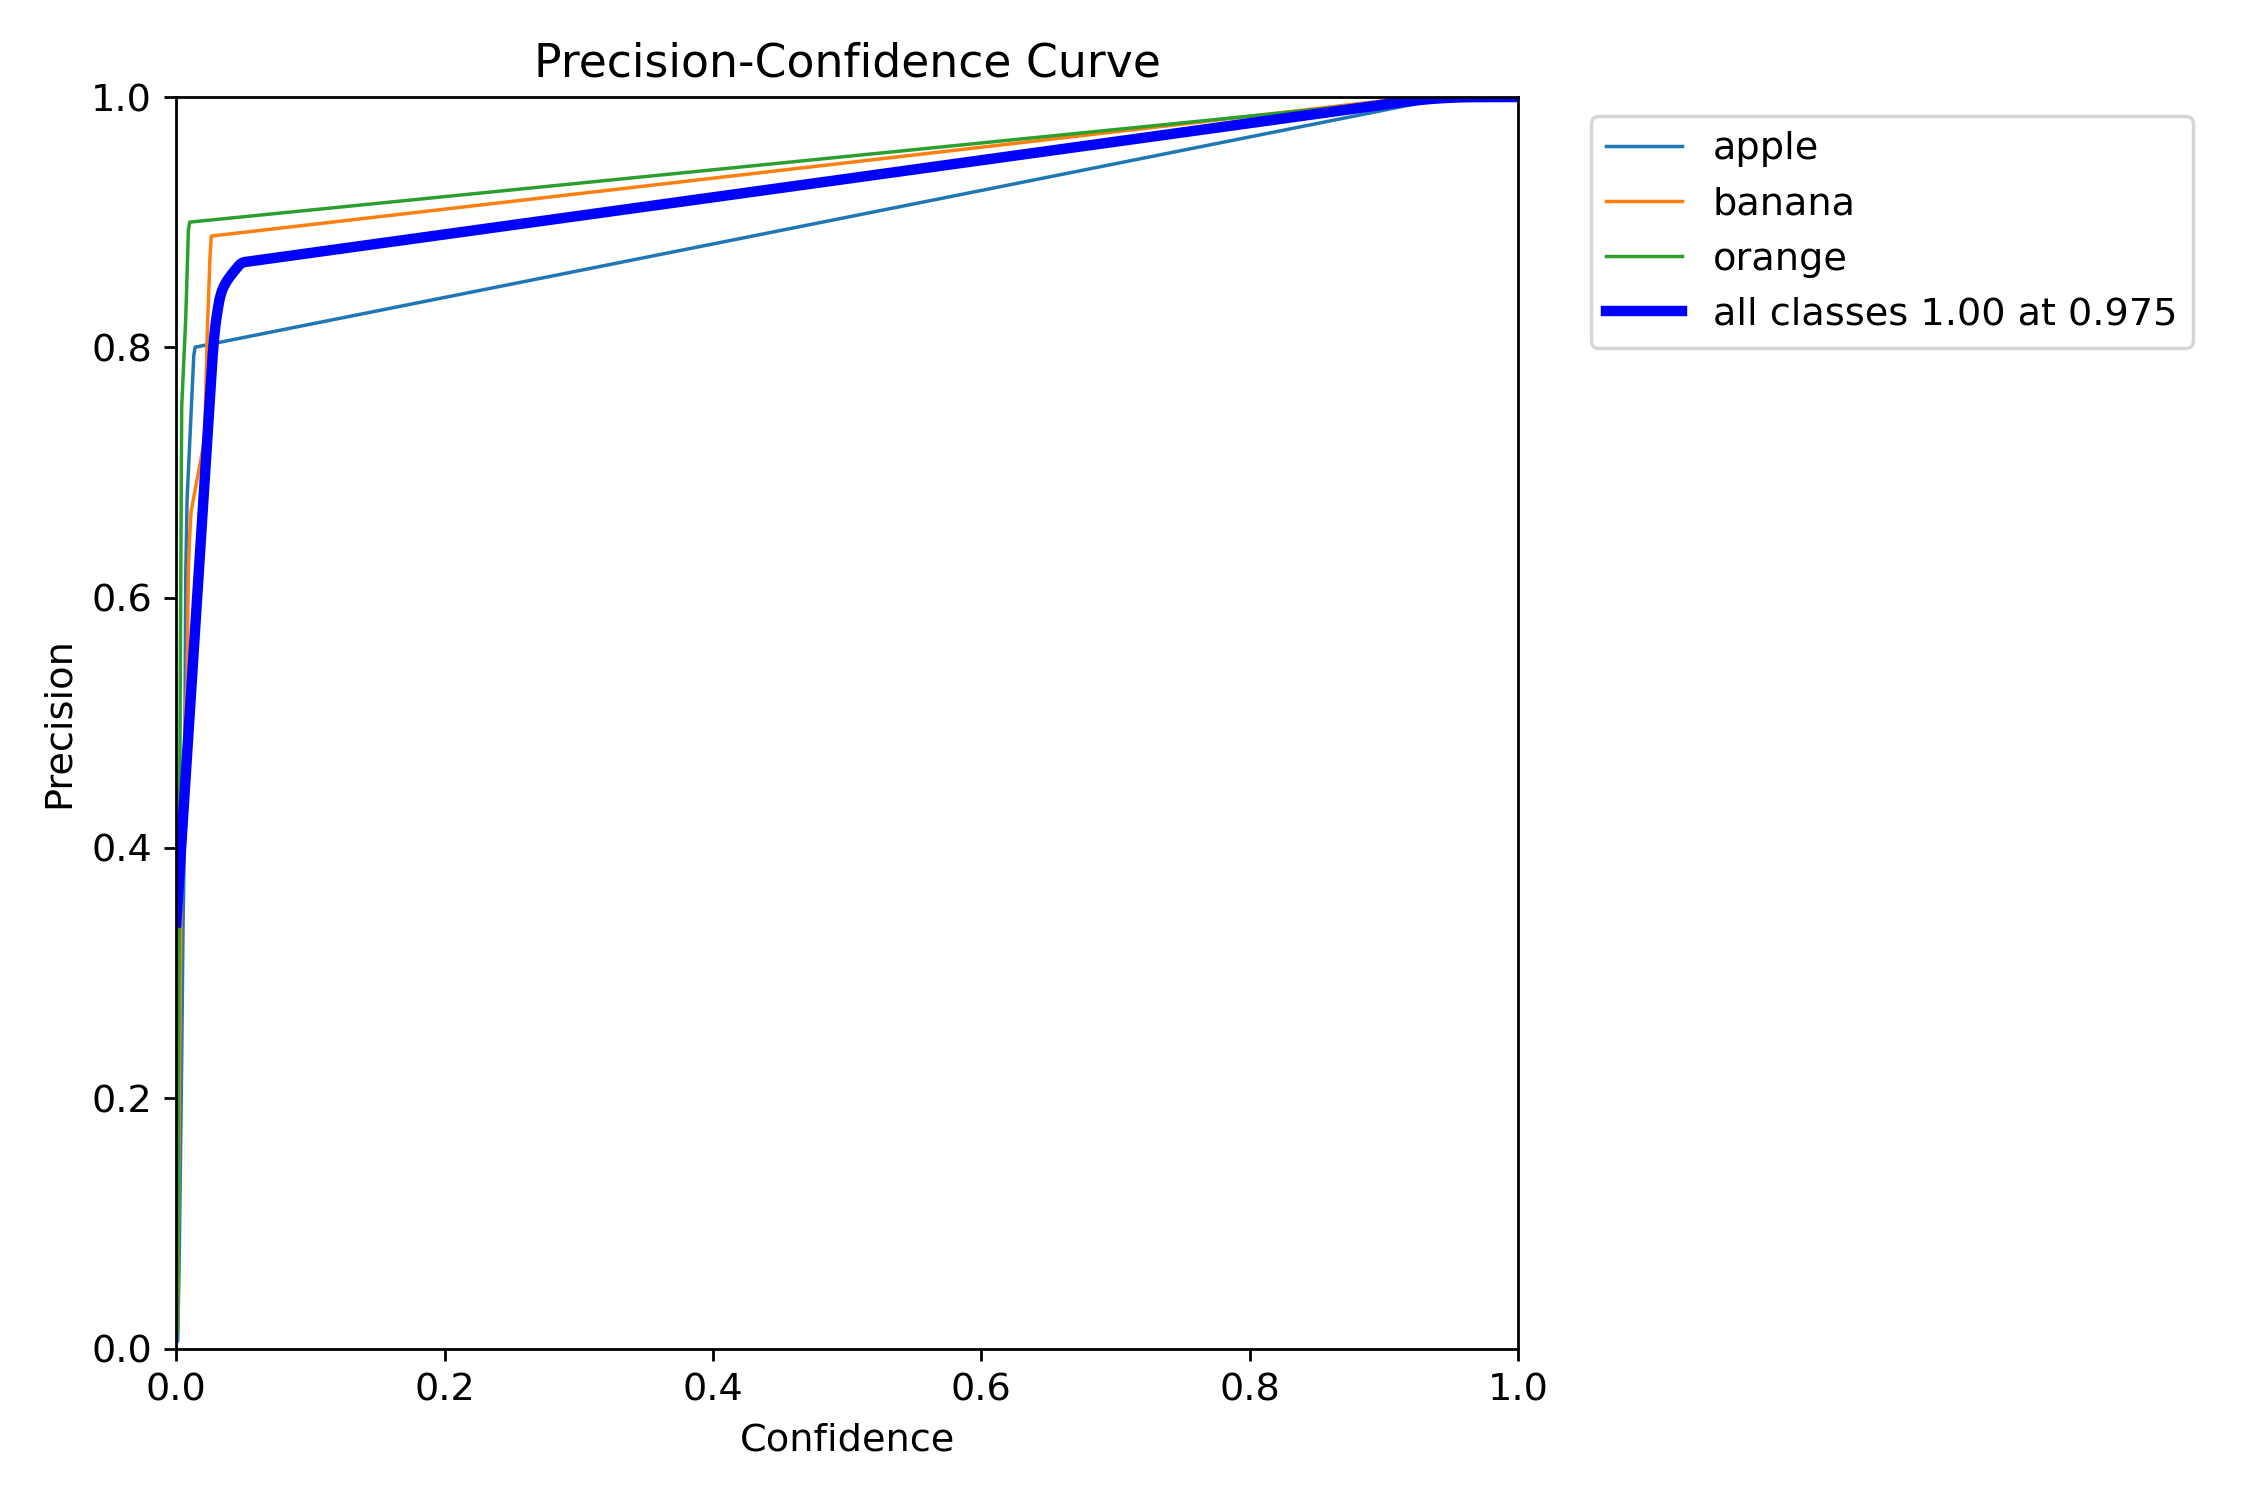 Precision-Confidence Curve
1.0
0.8
0.6
0.4
0.2
0.0
Precision
0.0 0.2 0.4 0.6 0.8 1.0
Confidence
apple
banana
orange
all classes 1.00 at 0.975